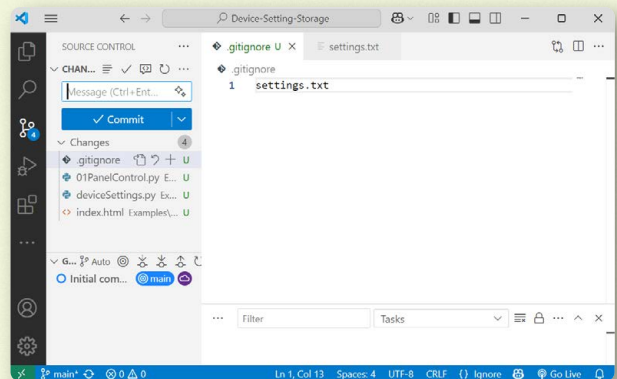 Device-Setting-Storage
SOURCE CONTROL
.gitignore U
settings.txt
CHAN...
.gitignore
Message (Ctrl+Ent...
1 settings.txt
Commit
Changes 4
.gitignore U
01PanelControl.py E... U
deviceSettings.py Ex... U
index.html Examples\... U
G... Auto
Initial com... main
Filter
Tasks
4
main* 0 0 Ln 1, Col 13 Spaces: 4 UTF-8 CRLF {} Ignore Go Live